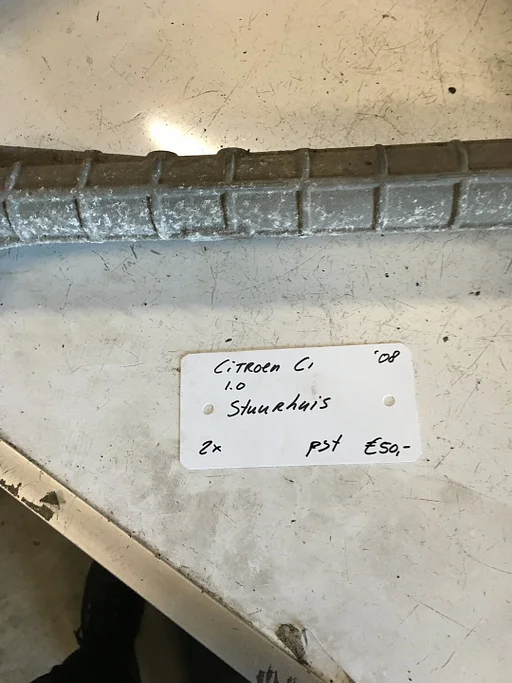 Citroen C1 '08
1.0
Stuurhuis
2x pst €50,-